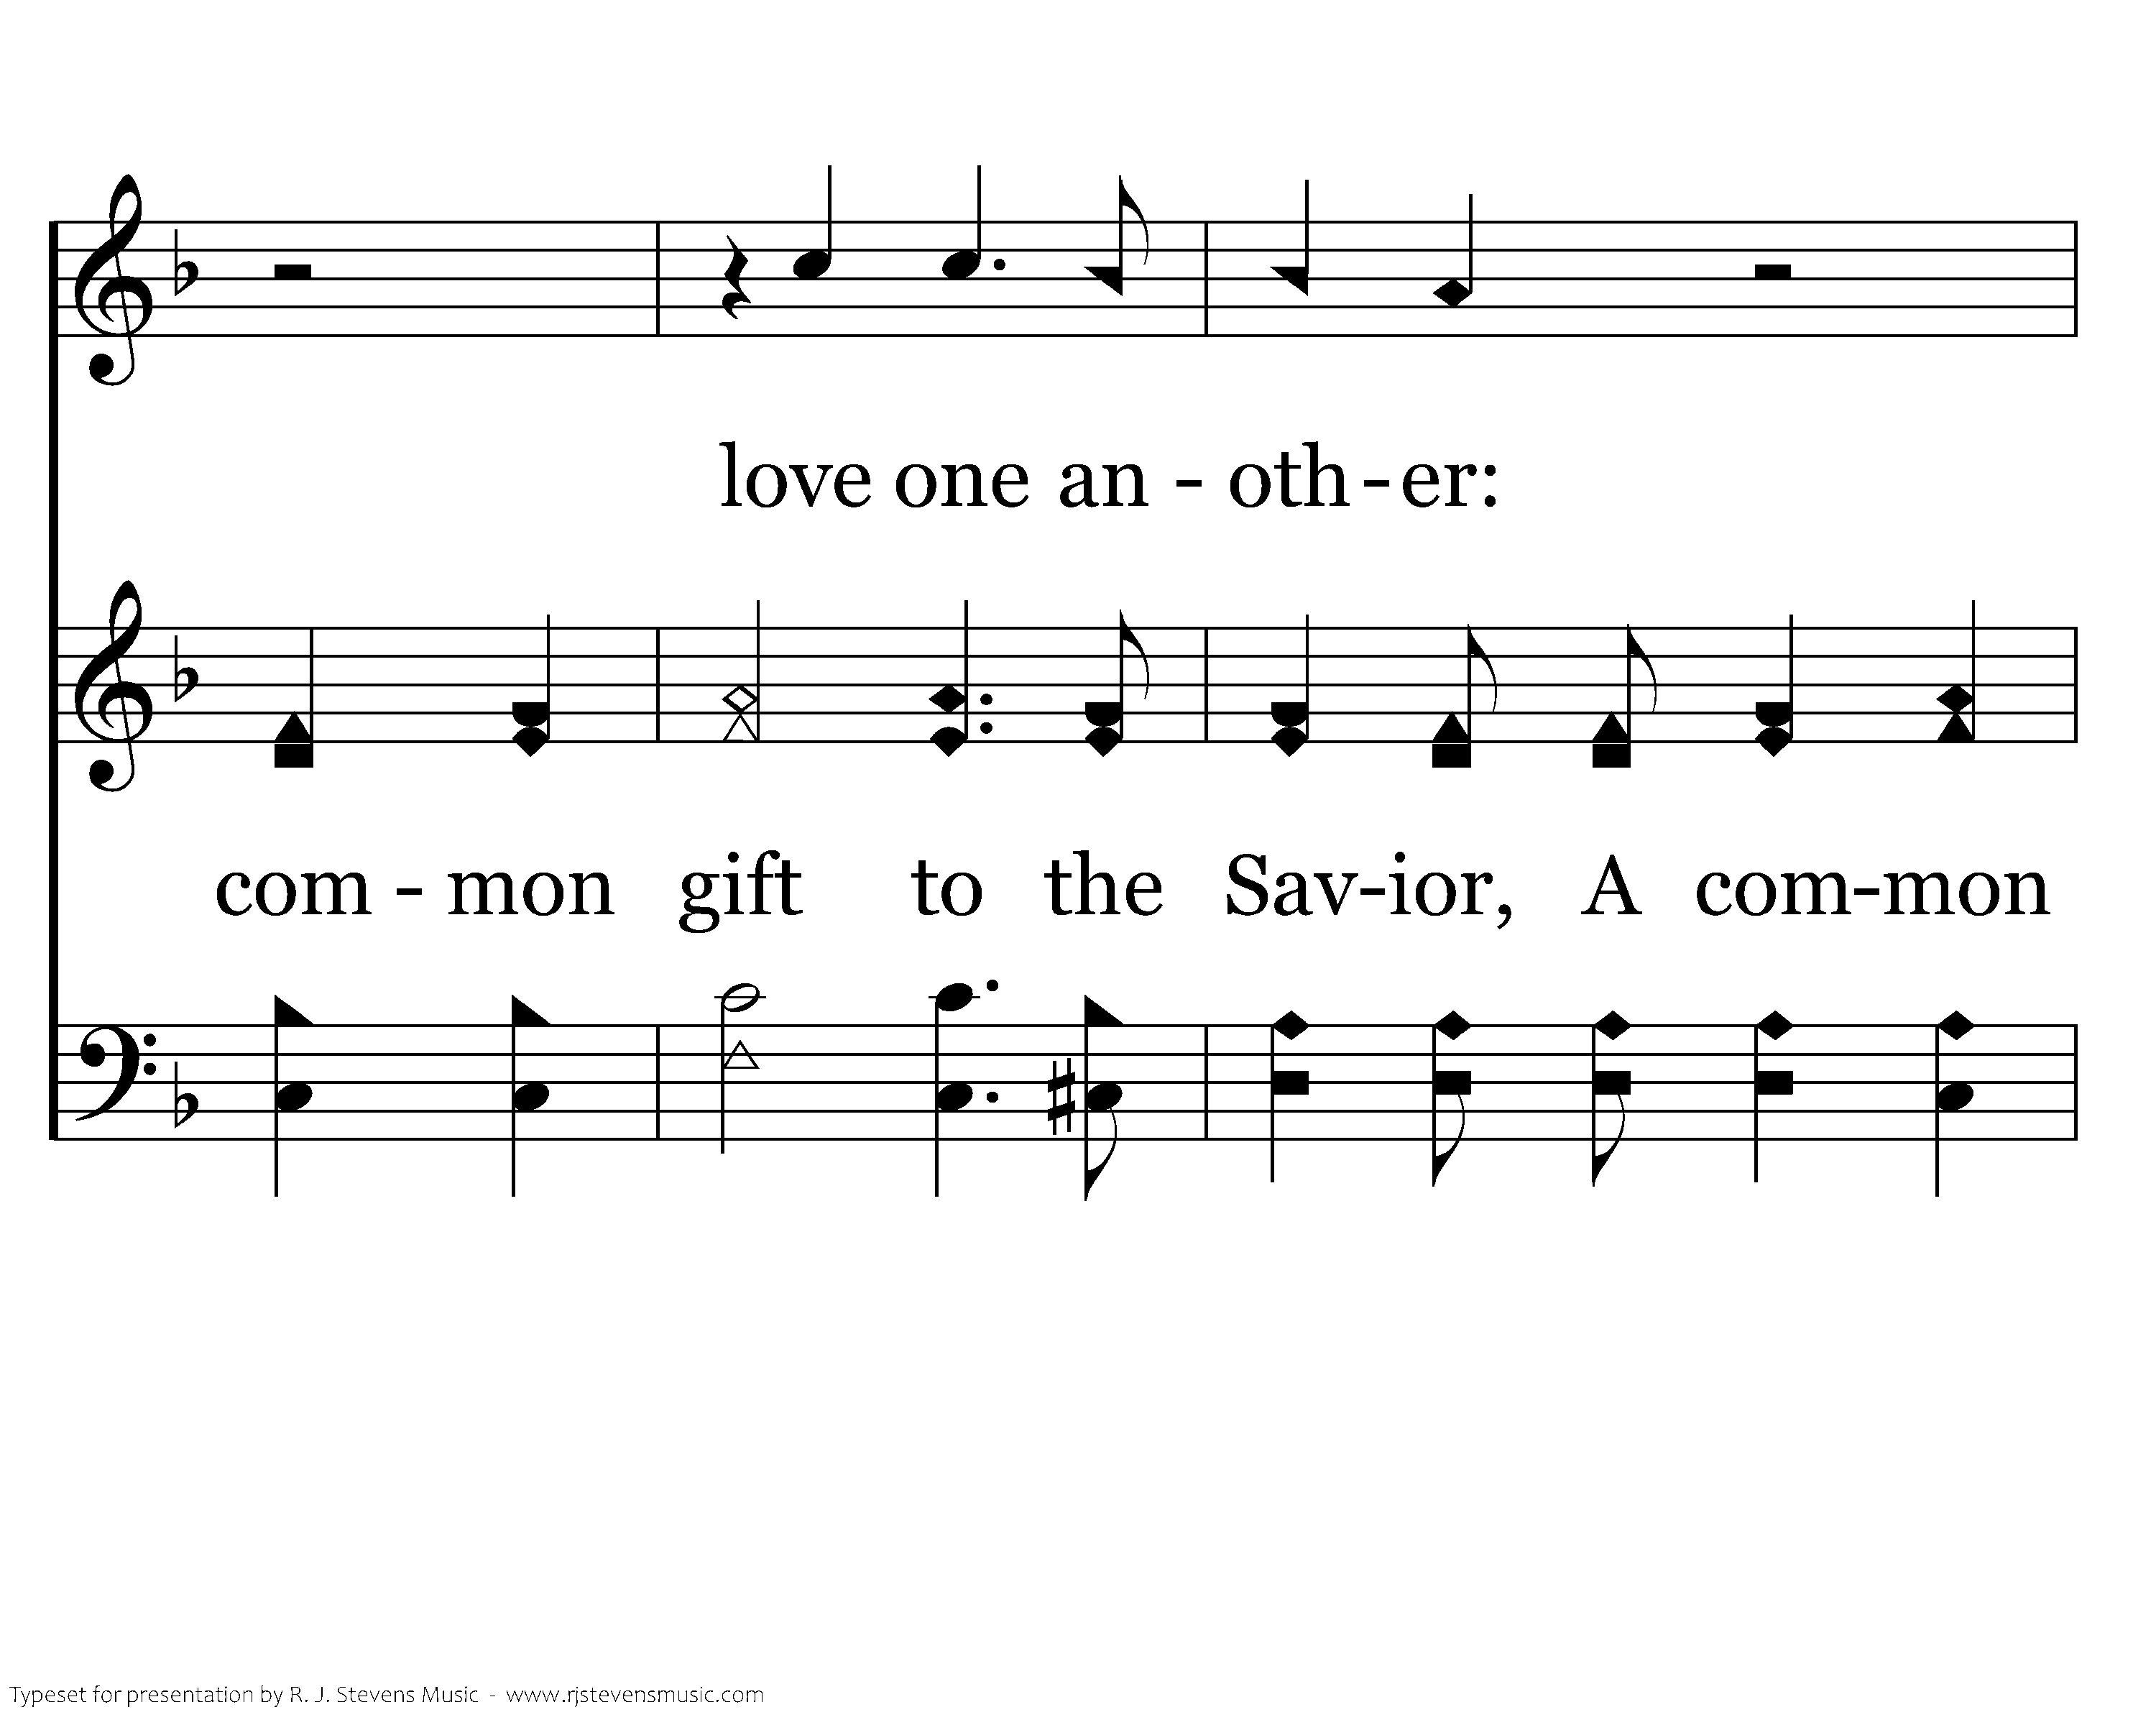 love one an - oth - er:
com - mon gift to the Sav-ior, A com-mon
Typeset for presentation by R. J. Stevens Music - www.rjstevensmusic.com